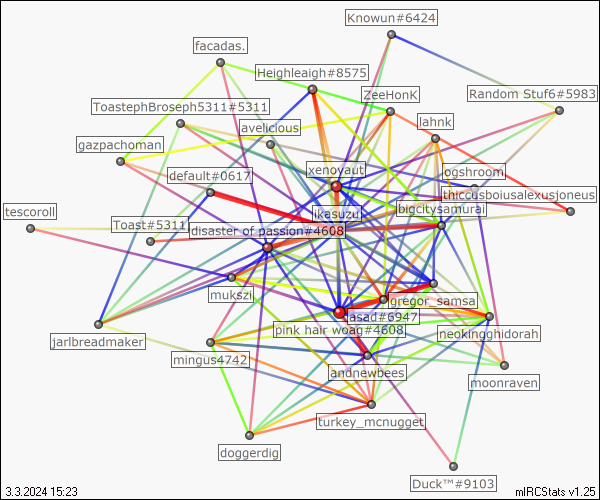 Knowun#6424
facadas.
Heighleaigh#8575
ZeeHonK
Random Stuf6#5983
ToastephBroseph5311#5311
avelicious
lahnk
gazpachoman
xenovaut
ogshroom
default#0617
thiccusboiusalexusjoneus
tescoroll
likasuzu
bigcitysamurai
Toast#5311
disaster of passion#4608
mukszi
gregor_samsa
asad#6947
jarlbreadmaker
pink hair woag#4608
neokingghidorah
mingus4742
andnewbees
moonraven
turkey_mcnugget
doggerdig
Duck™#9103
3.3.2024 15:23
mIRCStats v1.25